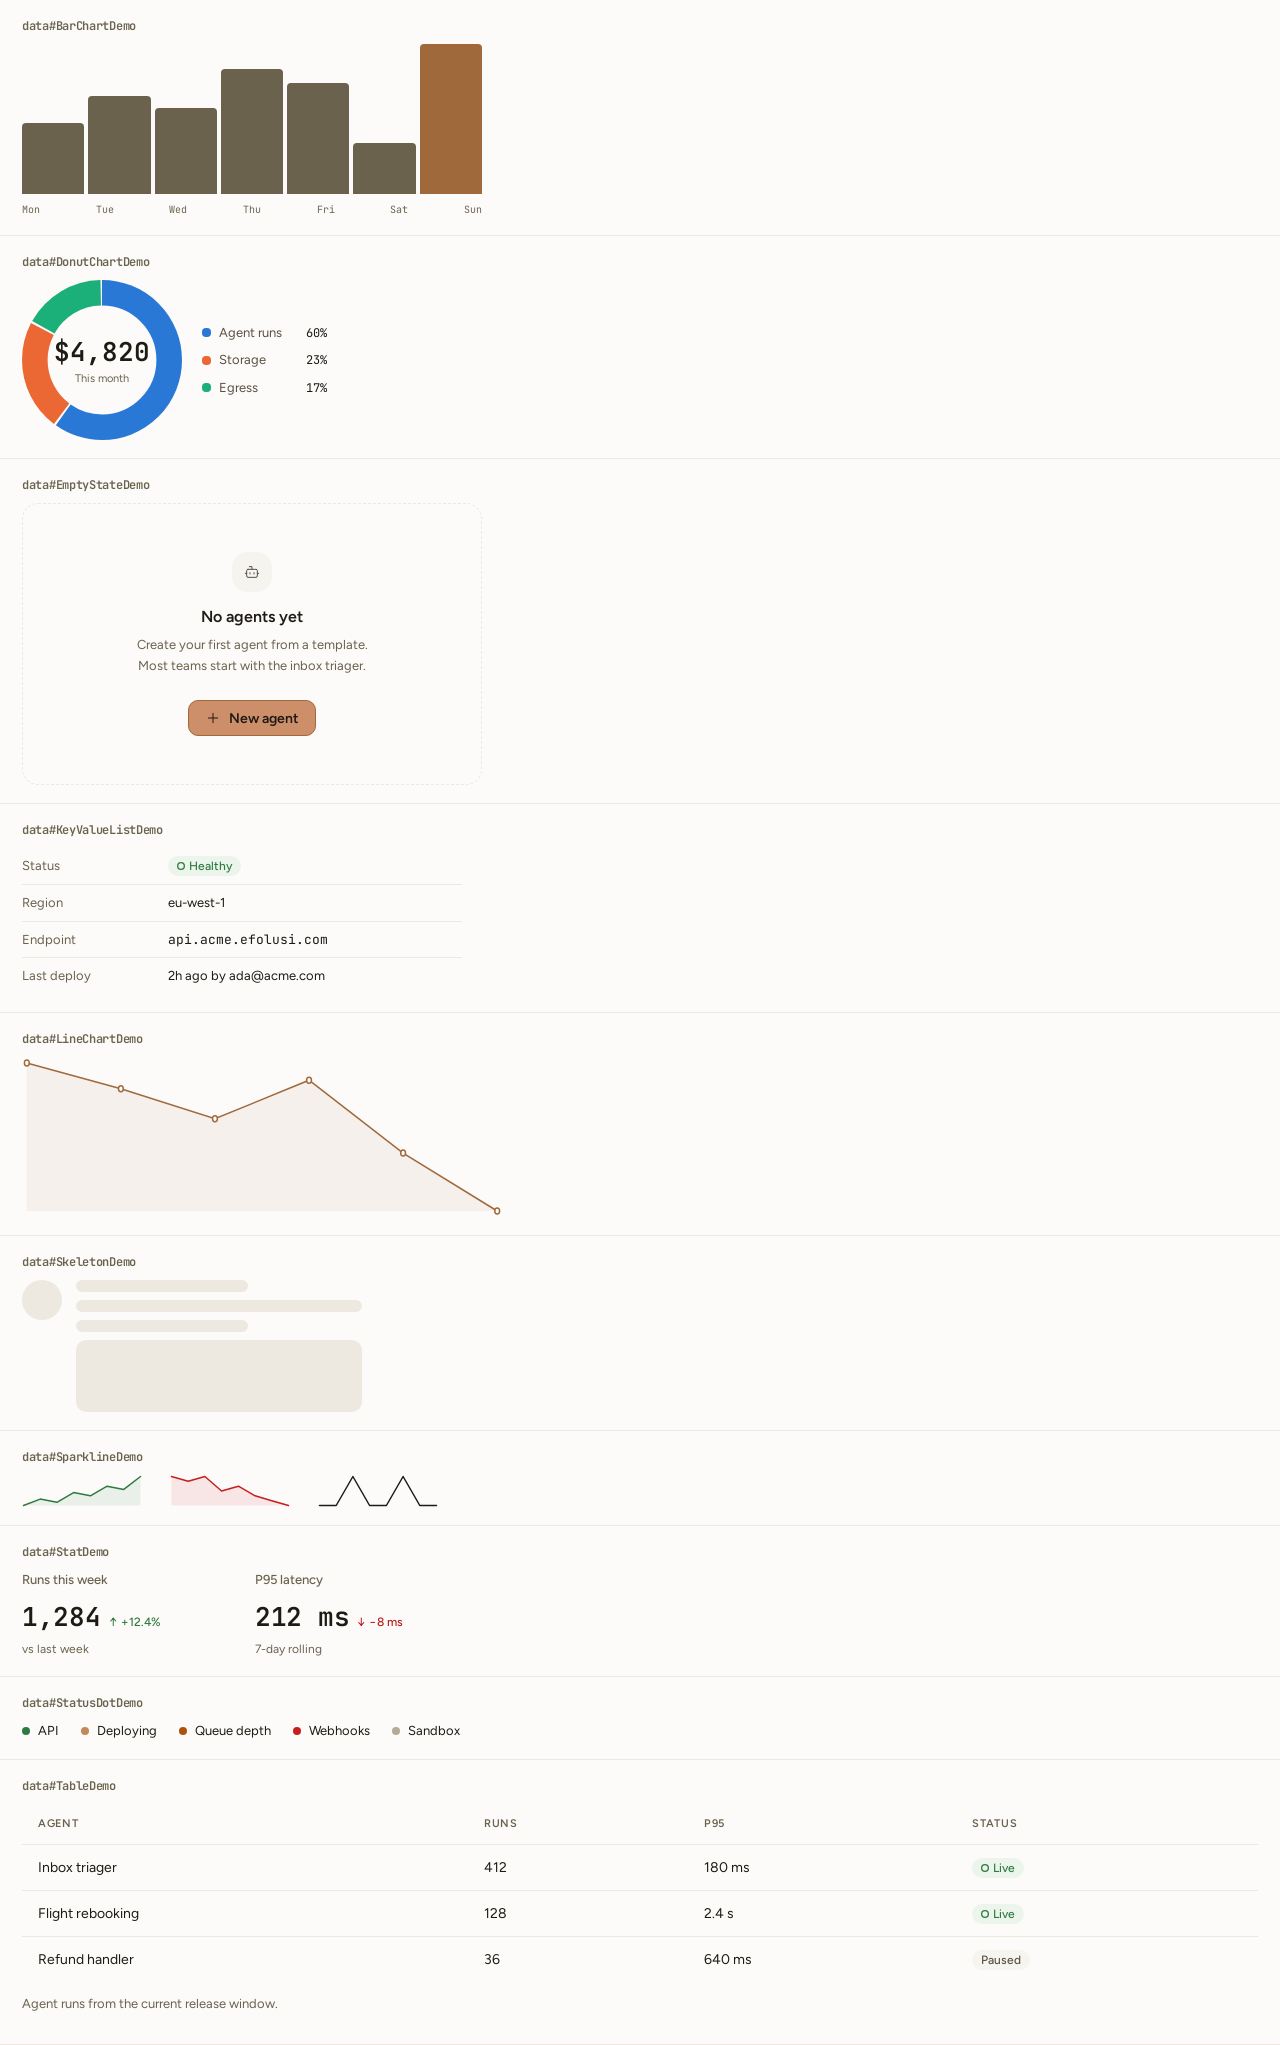 data#BarChartDemo
Mon Tue Wed Thu Fri Sat Sun
data#DonutChartDemo
$4,820
This month
Agent runs 60%
Storage 23%
Egress 17%
data#EmptyStateDemo
No agents yet
Create your first agent from a template.
Most teams start with the inbox triager.
New agent
data#KeyValueListDemo
Status Healthy
Region eu-west-1
Endpoint api.acme.efolusi.com
Last deploy 2h ago by ada@acme.com
data#LineChartDemo
data#SkeletonDemo
data#SparklineDemo
data#StatDemo
Runs this week
1,284 ↑ +12.4%
vs last week
P95 latency
212 ms ↓ -8 ms
7-day rolling
data#StatusDotDemo
API Deploying Queue depth Webhooks Sandbox
data#TableDemo
AGENT RUNS P95 STATUS
Inbox triager 412 180 ms Live
Flight rebooking 128 2.4 s Live
Refund handler 36 640 ms Paused
Agent runs from the current release window.